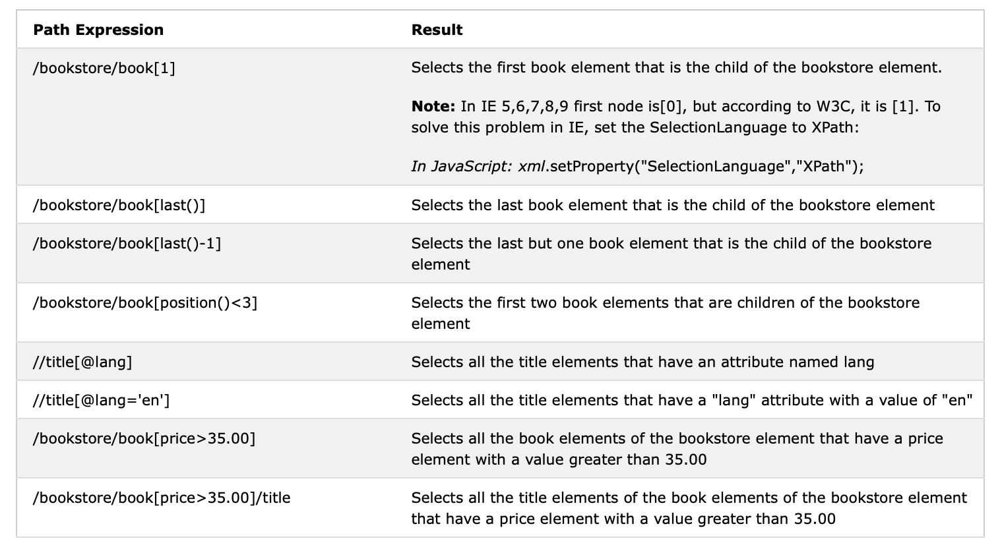 Path Expression Result
/bookstore/book[1] Selects the first book element that is the child of the bookstore element.
Note: In IE 5,6,7,8,9 first node is[0], but according to W3C, it is [1]. To
solve this problem in IE, set the SelectionLanguage to XPath:
In JavaScript: xml.setProperty("SelectionLanguage","XPath");
/bookstore/book[last()] Selects the last book element that is the child of the bookstore element
/bookstore/book[last()-1] Selects the last but one book element that is the child of the bookstore
element
/bookstore/book[position()<3] Selects the first two book elements that are children of the bookstore
element
//title[@lang] Selects all the title elements that have an attribute named lang
//title[@lang='en'] Selects all the title elements that have a "lang" attribute with a value of "en"
/bookstore/book[price>35.00] Selects all the book elements of the bookstore element that have a price
element with a value greater than 35.00
/bookstore/book[price>35.00]/title Selects all the title elements of the book elements of the bookstore element
that have a price element with a value greater than 35.00